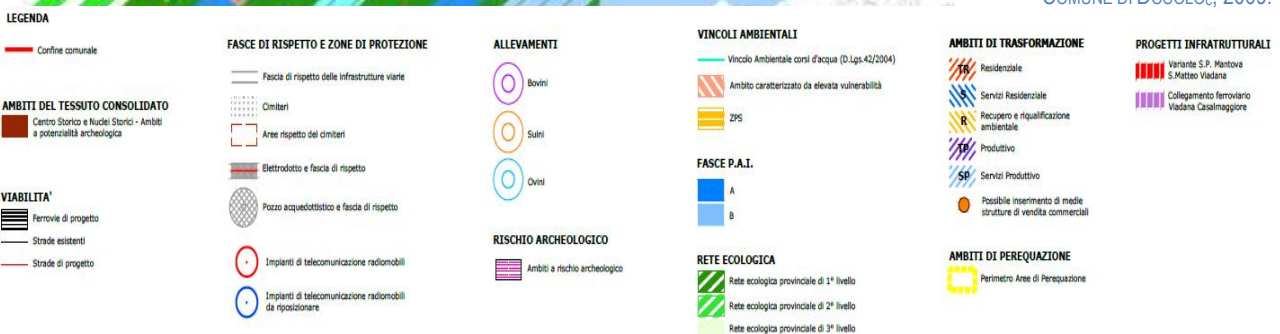 COMUNE DI DOSOLO, 2009.
LEGENDA
Confine comunale
AMBITI DEL TESSUTO CONSOLIDATO
Centro Storico e Nuclei Storici - Ambiti
a potenzialità archeologica
VIABILITA'
Ferrovie di progetto
Strade esistenti
Strade di progetto
FASCE DI RISPETTO E ZONE DI PROTEZIONE
Fascia di rispetto delle infrastrutture viarie
Cimiteri
Aree rispetto dei cimiteri
Elettrodotto e fascia di rispetto
Pozzo acquedottistico e fascia di rispetto
Impianti di telecomunicazione radiomobili
Impianti di telecomunicazione radiomobili
da riposizionare
ALLEVAMENTI
Bovini
Suini
Ovini
RISCHIO ARCHEOLOGICO
Ambiti a rischio archeologico
VINCOLI AMBIENTALI
Vincolo Ambientale corsi d'acqua (D.Lgs.42/2004)
Ambito caratterizzato da elevata vulnerabilità
ZPS
FASCE P.A.I.
A
B
RETE ECOLOGICA
Rete ecologica provinciale di 1° livello
Rete ecologica provinciale di 2° livello
Rete ecologica provinciale di 3° livello
AMBITI DI TRASFORMAZIONE
TR Residenziale
S Servizi Residenziale
R Recupero e riqualificazione
ambientale
TP Produttivo
SP Servizi Produttivo
Possibile inserimento di medie
strutture di vendita commerciali
AMBITI DI PEREQUAZIONE
Perimetro Aree di Perequazione
PROGETTI INFRATRUTTURALI
Variante S.P. Mantova
S.Matteo Viadana
Collegamento ferroviario
Viadana Casalmaggiore